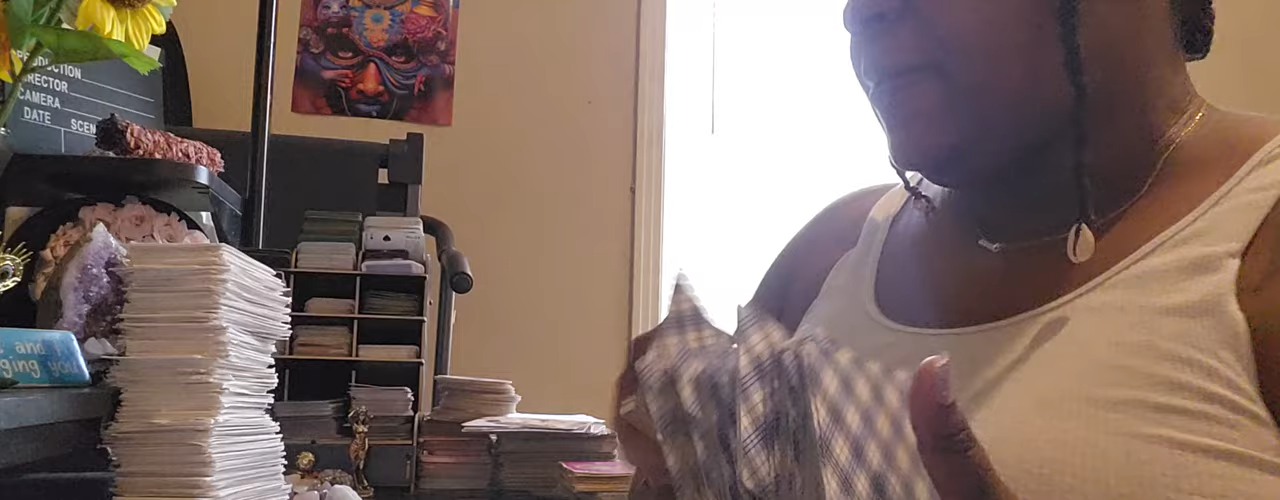 PRODUCTION
DIRECTOR
CAMERA
DATE SCEN
and I
ging you